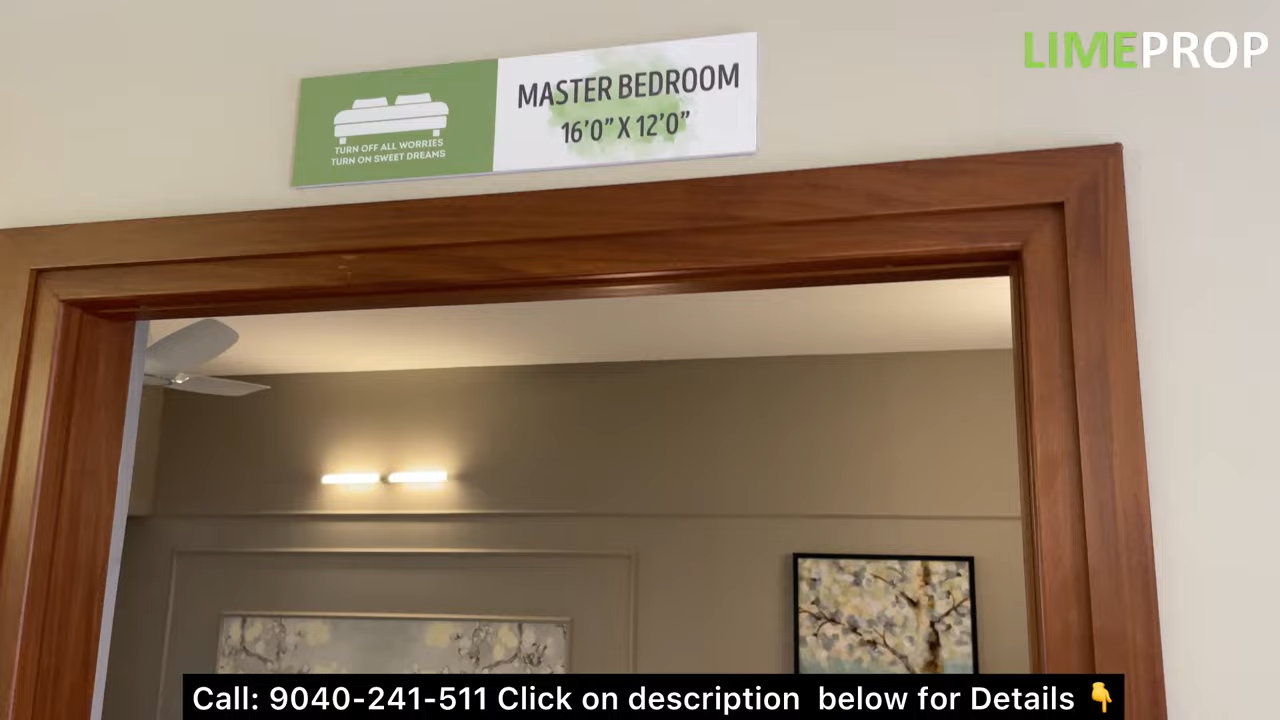 LIMEPROP
MASTER BEDROOM
16'0" X 12'0"
TURN OFF ALL WORRIES
TURN ON SWEET DREAMS
Call: 9040-241-511 Click on description below for Details 👇